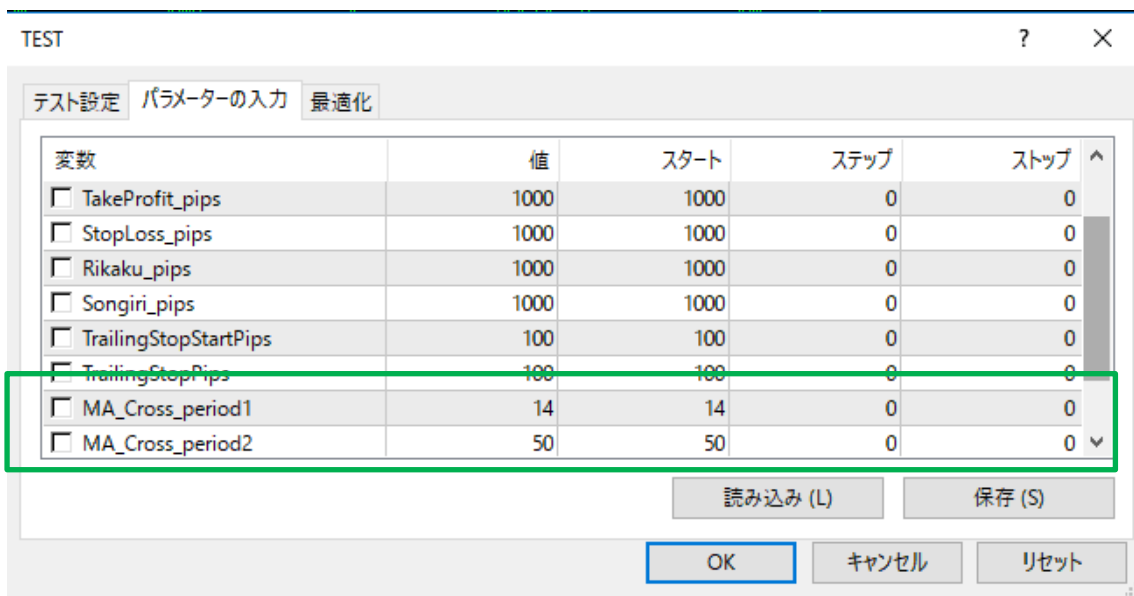 TEST
テスト設定 パラメーターの入力 最適化
変数 値 スタート ステップ ストップ
TakeProfit_pips 1000 1000 0 0
StopLoss_pips 1000 1000 0 0
Rikaku_pips 1000 1000 0 0
Songiri_pips 1000 1000 0 0
TrailingStopStartPips 100 100 0 0
TrailingStopPips 100 100 0 0
MA_Cross_period1 14 14 0 0
MA_Cross_period2 50 50 0 0
読み込み (L) 保存 (S)
OK キャンセル リセット